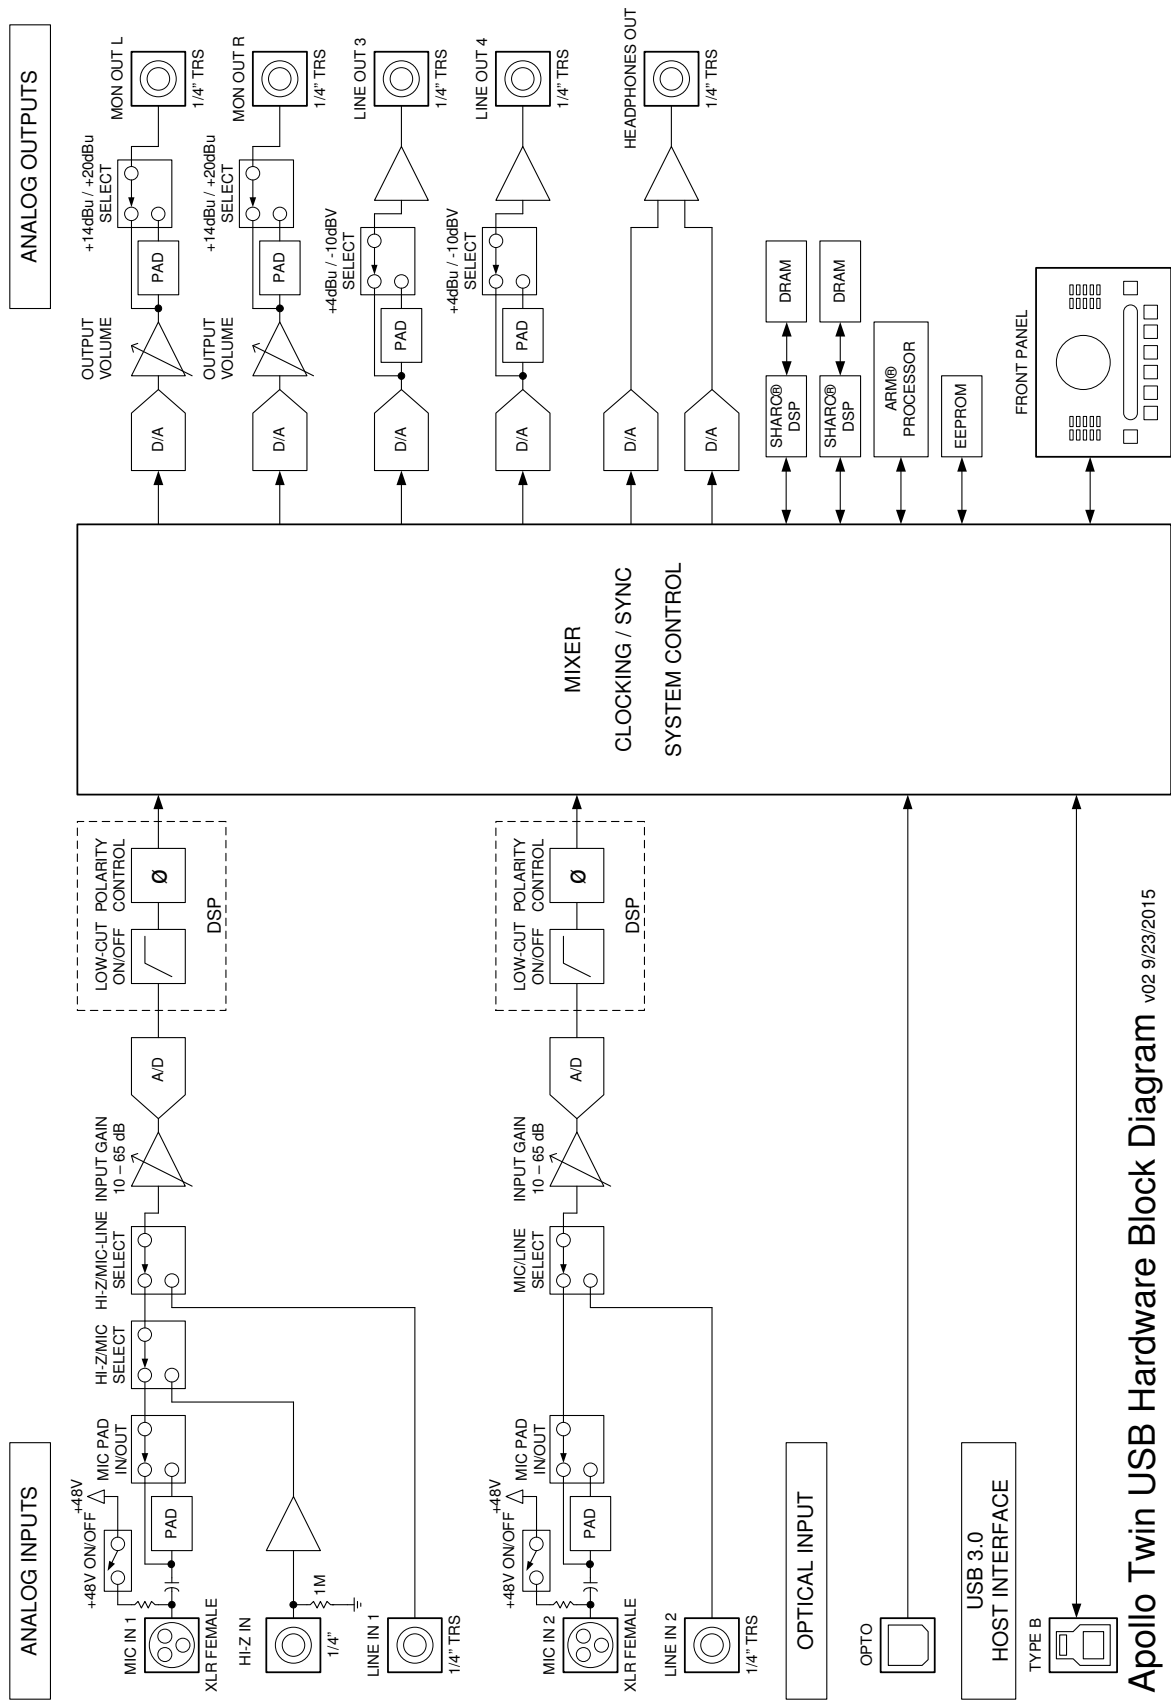 ANALOG INPUTS
+48V ON/OFF
+48V
MIC IN 1
XLR FEMALE
PAD
MIC PAD
IN/OUT
HI-Z/MIC
SELECT
HI-Z/MIC-LINE
SELECT
INPUT GAIN
10 – 65 dB
A/D
LOW-CUT
ON/OFF
POLARITY
CONTROL
Ø
DSP
HI-Z IN
1/4"
1M
LINE IN 1
1/4" TRS
+48V ON/OFF
+48V
MIC IN 2
XLR FEMALE
PAD
MIC PAD
IN/OUT
MIC/LINE
SELECT
INPUT GAIN
10 – 65 dB
A/D
LOW-CUT
ON/OFF
POLARITY
CONTROL
Ø
DSP
LINE IN 2
1/4" TRS
OPTICAL INPUT
OPTO
USB 3.0
HOST INTERFACE
TYPE B
MIXER
CLOCKING / SYNC
SYSTEM CONTROL
ANALOG OUTPUTS
D/A
OUTPUT
VOLUME
PAD
+14dBu / +20dBu
SELECT
MON OUT L
1/4" TRS
D/A
OUTPUT
VOLUME
PAD
+14dBu / +20dBu
SELECT
MON OUT R
1/4" TRS
D/A
PAD
+4dBu / -10dBV
SELECT
LINE OUT 3
1/4" TRS
D/A
PAD
+4dBu / -10dBV
SELECT
LINE OUT 4
1/4" TRS
D/A
D/A
HEADPHONES OUT
1/4" TRS
SHARC®
DSP
DRAM
SHARC®
DSP
DRAM
ARM®
PROCESSOR
EEPROM
FRONT PANEL
Apollo Twin USB Hardware Block Diagram v02 9/23/2015